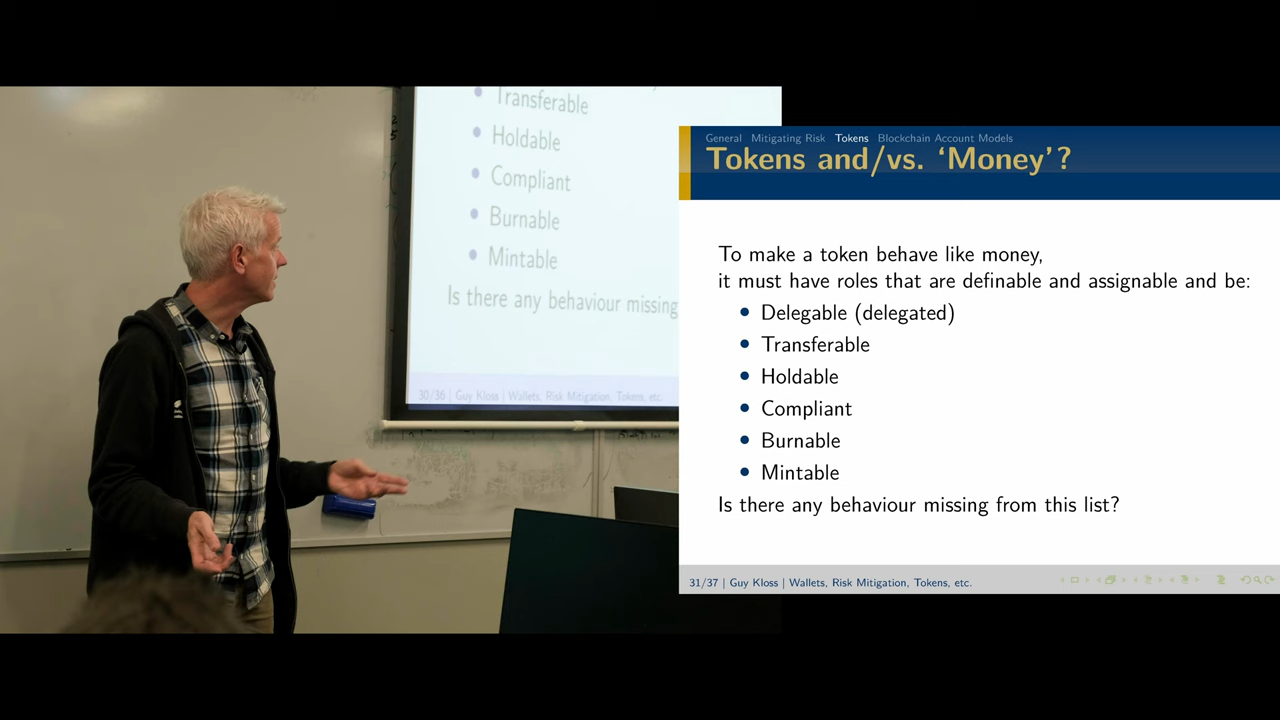 Transferable
Holdable
Compliant
Burnable
Mintable
Is there any behaviour missing
30/36 | Guy Kloss | Wallets, Risk Mitigation, Tokens, etc.
General Mitigating Risk Tokens Blockchain Account Models
Tokens and/vs. ‘Money’?
To make a token behave like money,
it must have roles that are definable and assignable and be:
• Delegable (delegated)
• Transferable
• Holdable
• Compliant
• Burnable
• Mintable
Is there any behaviour missing from this list?
31/37 | Guy Kloss | Wallets, Risk Mitigation, Tokens, etc.